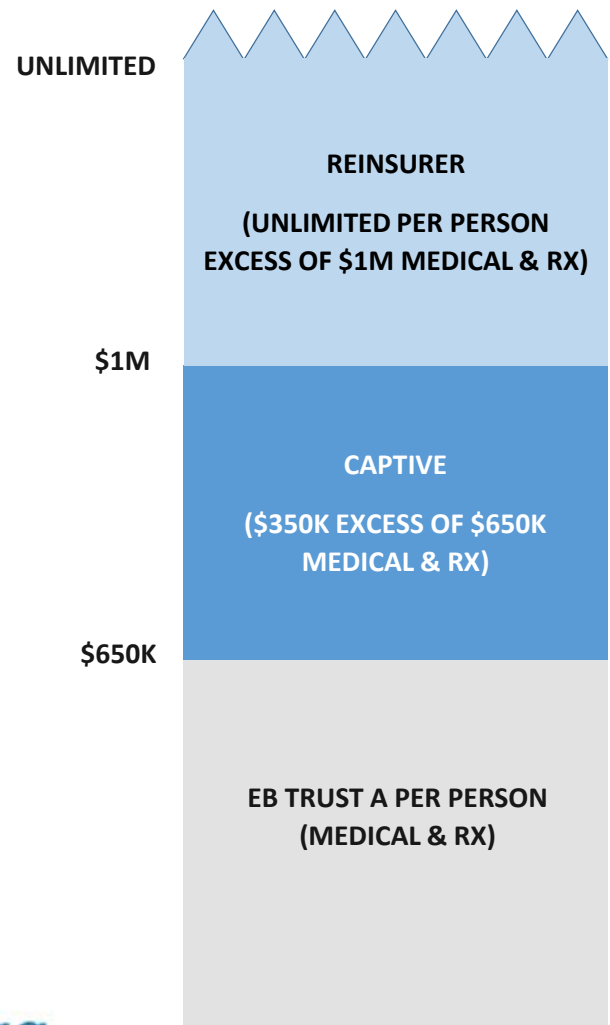 UNLIMITED
REINSURER
(UNLIMITED PER PERSON
EXCESS OF $1M MEDICAL & RX)
$1M
CAPTIVE
($350K EXCESS OF $650K
MEDICAL & RX)
$650K
EB TRUST A PER PERSON
(MEDICAL & RX)